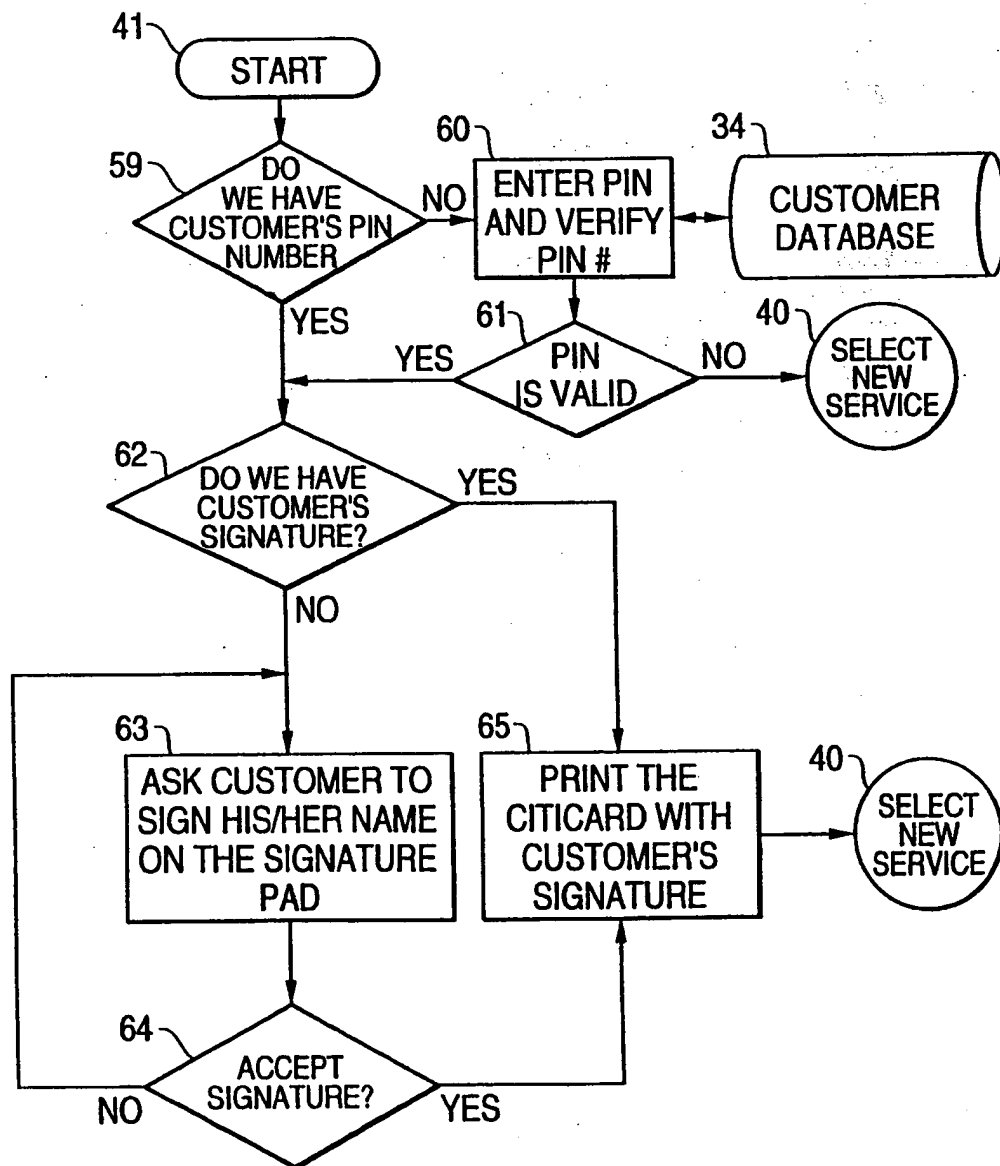 41
START
59
DO
WE HAVE
CUSTOMER'S PIN
NUMBER
NO
YES
60
ENTER PIN
AND VERIFY
PIN #
34
CUSTOMER
DATABASE
61
YES
PIN
IS VALID
NO
40
SELECT
NEW
SERVICE
62
DO WE HAVE
CUSTOMER'S
SIGNATURE?
YES
NO
63
ASK CUSTOMER TO
SIGN HIS/HER NAME
ON THE SIGNATURE
PAD
65
PRINT THE
CITICARD WITH
CUSTOMER'S
SIGNATURE
40
SELECT
NEW
SERVICE
64
ACCEPT
SIGNATURE?
NO
YES